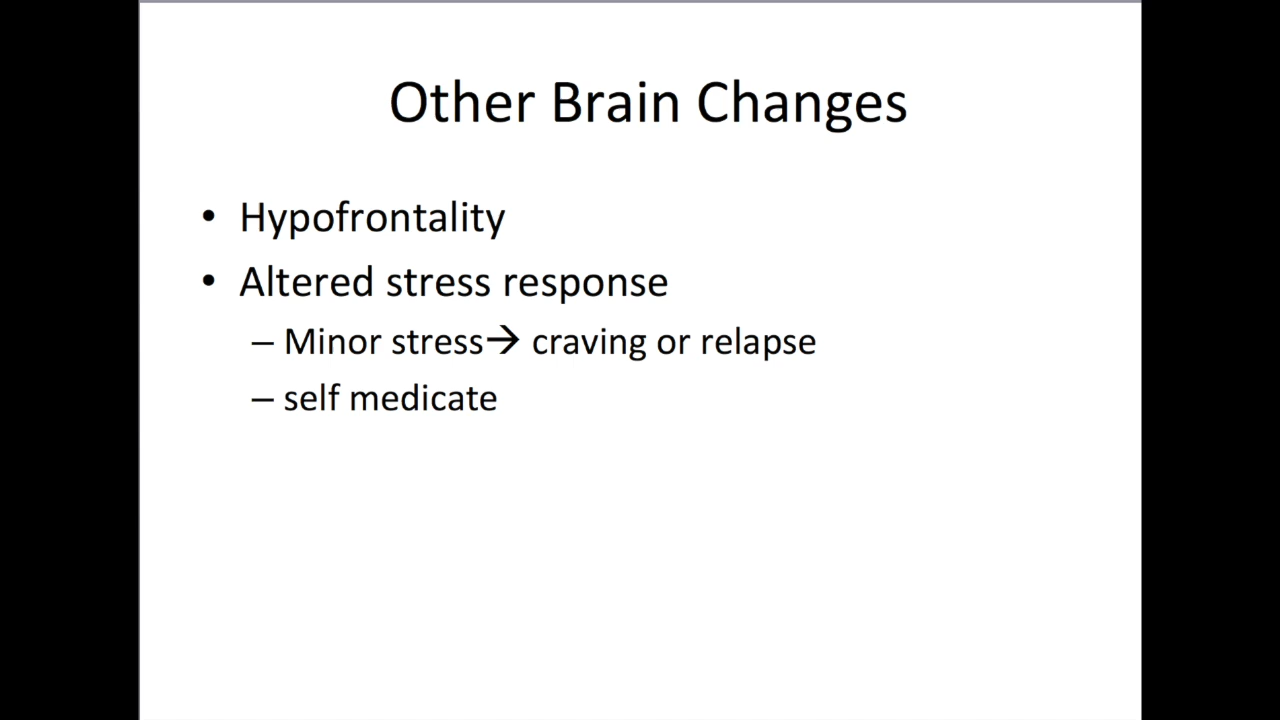 Other Brain Changes
• Hypofrontality
• Altered stress response
– Minor stress→ craving or relapse
– self medicate